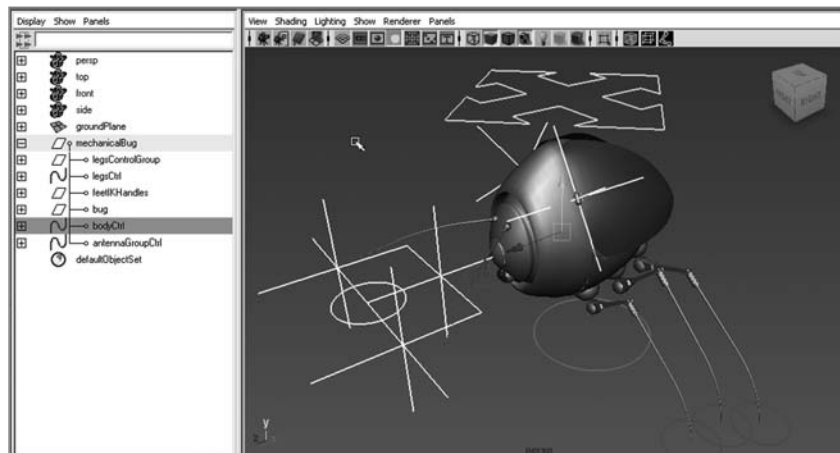 Display Show Panels
persp
top
front
side
groundPlane
mechanicalBug
legsControlGroup
legsCtrl
feetIKHandles
bug
bodyCtrl
antennaGroupCtrl
defaultObjectSet
View Shading Lighting Show Renderer Panels
RIGHT
y